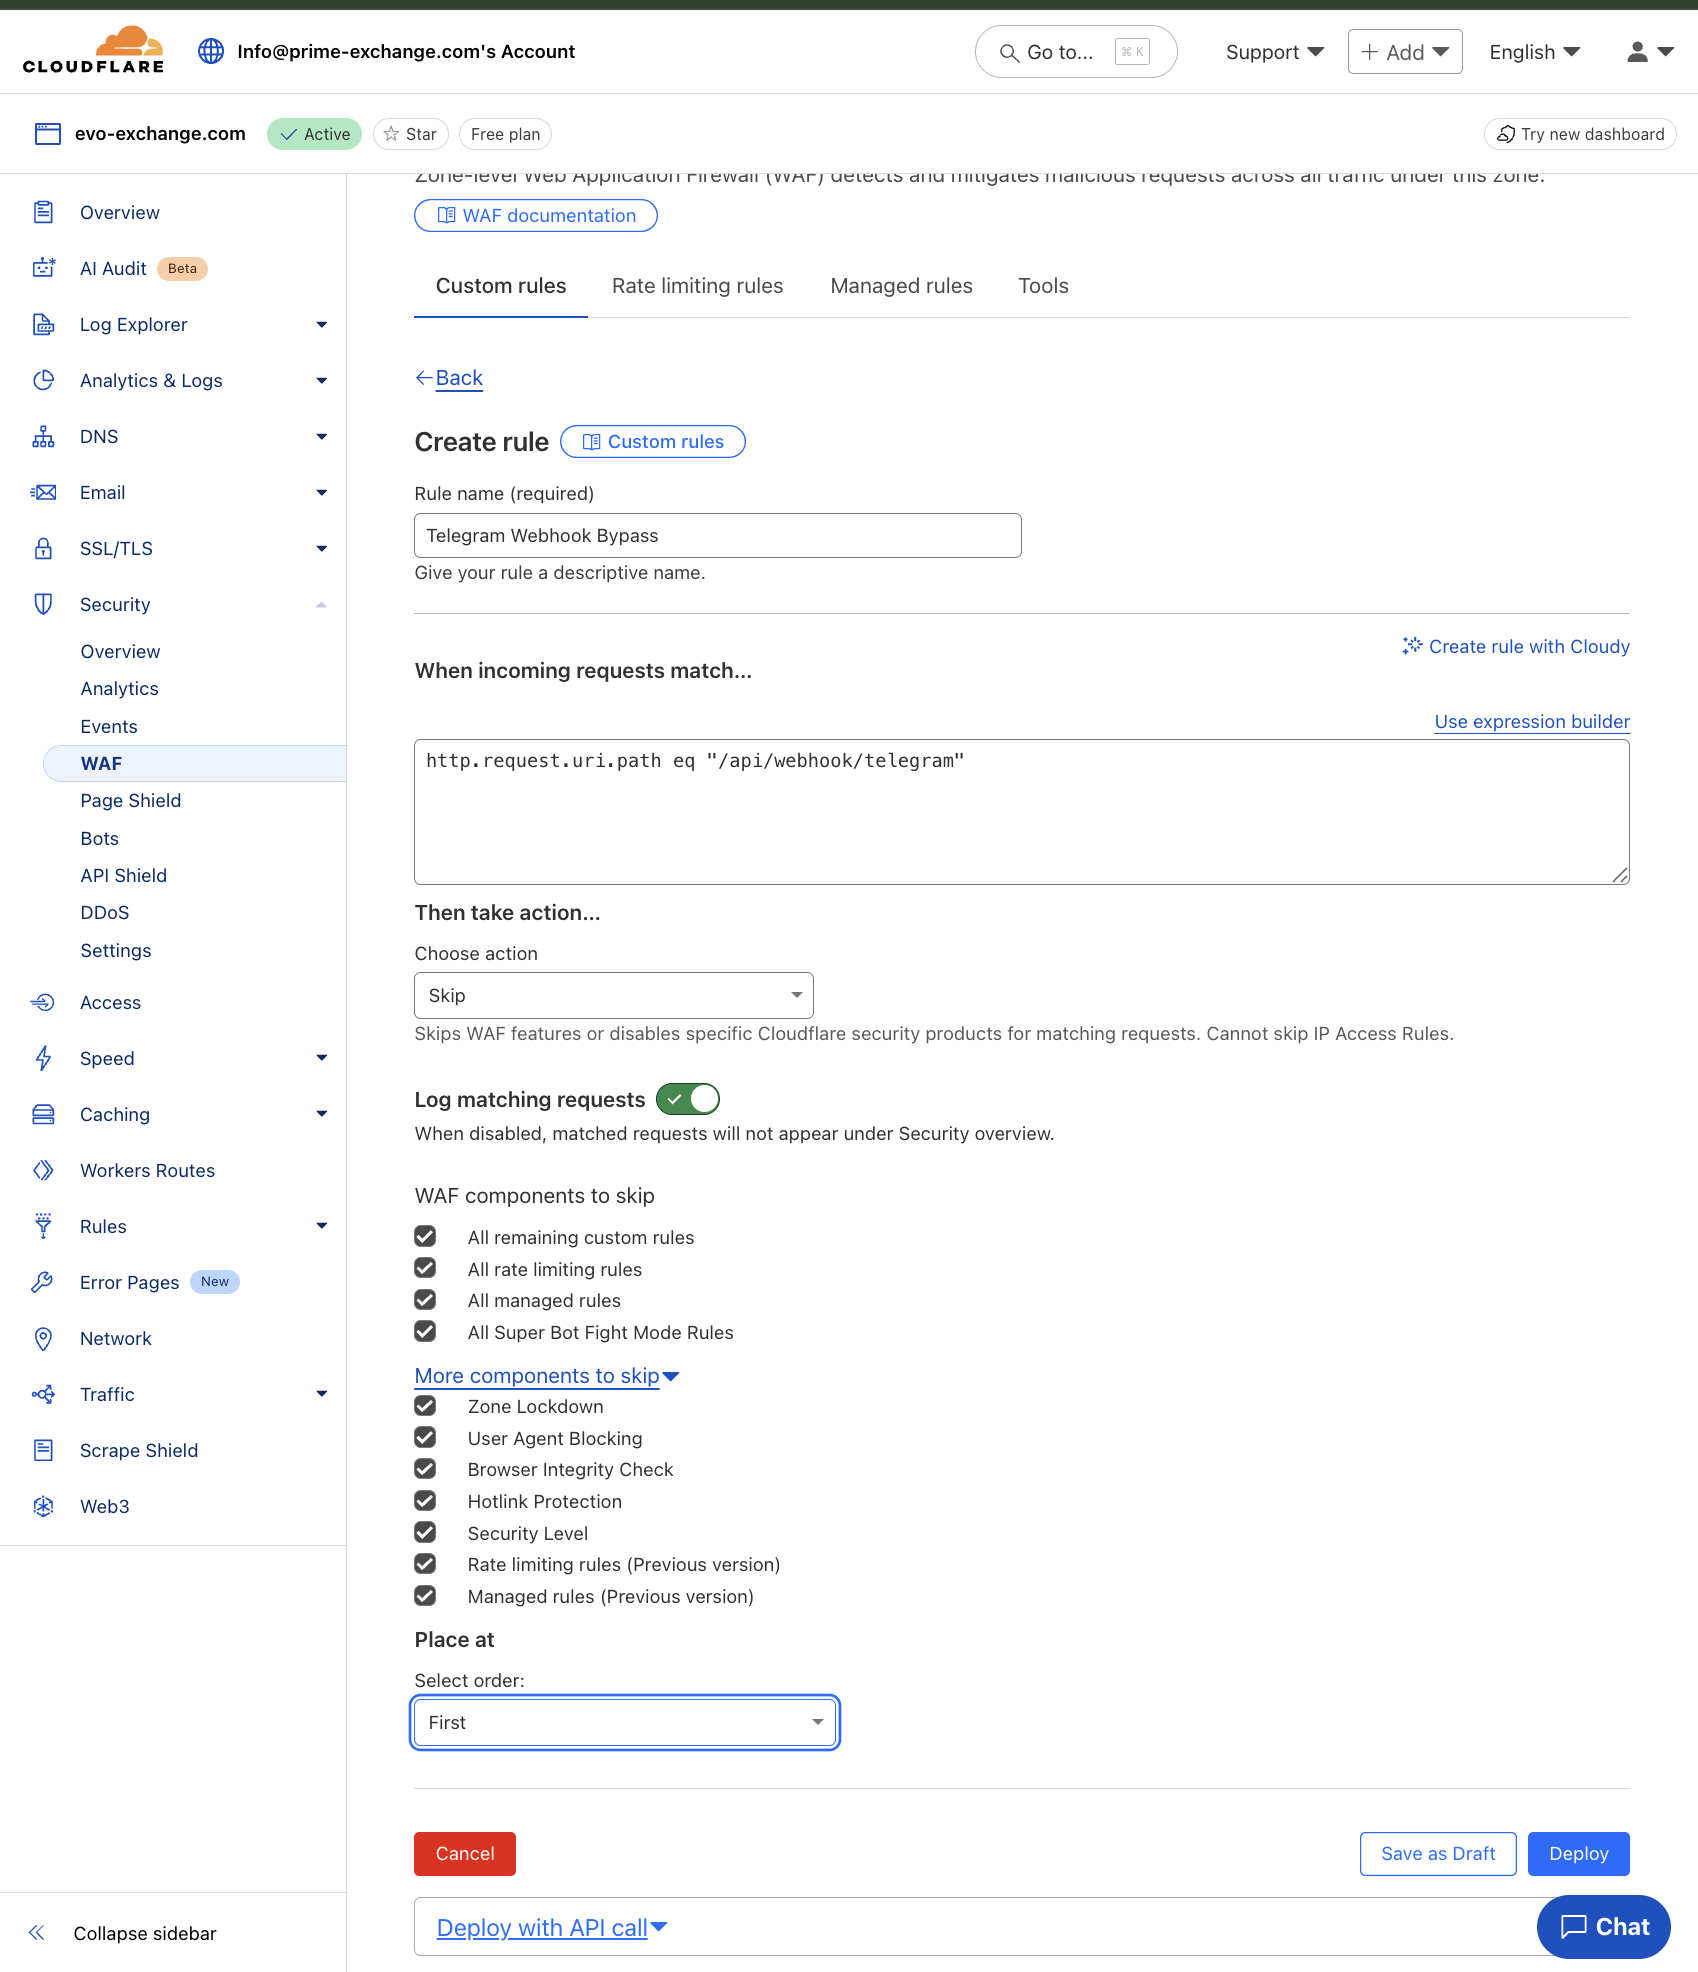 CLOUDFLARE
Info@prime-exchange.com's Account
Go to...
⌘ K
Support
+ Add
English
evo-exchange.com
Active
Star
Free plan
Try new dashboard
Overview
AI Audit Beta
Log Explorer
Analytics & Logs
DNS
Email
SSL/TLS
Security
Overview
Analytics
Events
WAF
Page Shield
Bots
API Shield
DDoS
Settings
Access
Speed
Caching
Workers Routes
Rules
Error Pages New
Network
Traffic
Scrape Shield
Web3
Collapse sidebar
Zone-level Web Application Firewall (WAF) detects and mitigates malicious requests across all traffic under this zone.
WAF documentation
Custom rules
Rate limiting rules
Managed rules
Tools
Back
Create rule
Custom rules
Rule name (required)
Telegram Webhook Bypass
Give your rule a descriptive name.
Create rule with Cloudy
When incoming requests match...
Use expression builder
http.request.uri.path eq "/api/webhook/telegram"
Then take action...
Choose action
Skip
Skips WAF features or disables specific Cloudflare security products for matching requests. Cannot skip IP Access Rules.
Log matching requests
When disabled, matched requests will not appear under Security overview.
WAF components to skip
All remaining custom rules
All rate limiting rules
All managed rules
All Super Bot Fight Mode Rules
More components to skip
Zone Lockdown
User Agent Blocking
Browser Integrity Check
Hotlink Protection
Security Level
Rate limiting rules (Previous version)
Managed rules (Previous version)
Place at
Select order:
First
Cancel
Save as Draft
Deploy
Deploy with API call
Chat